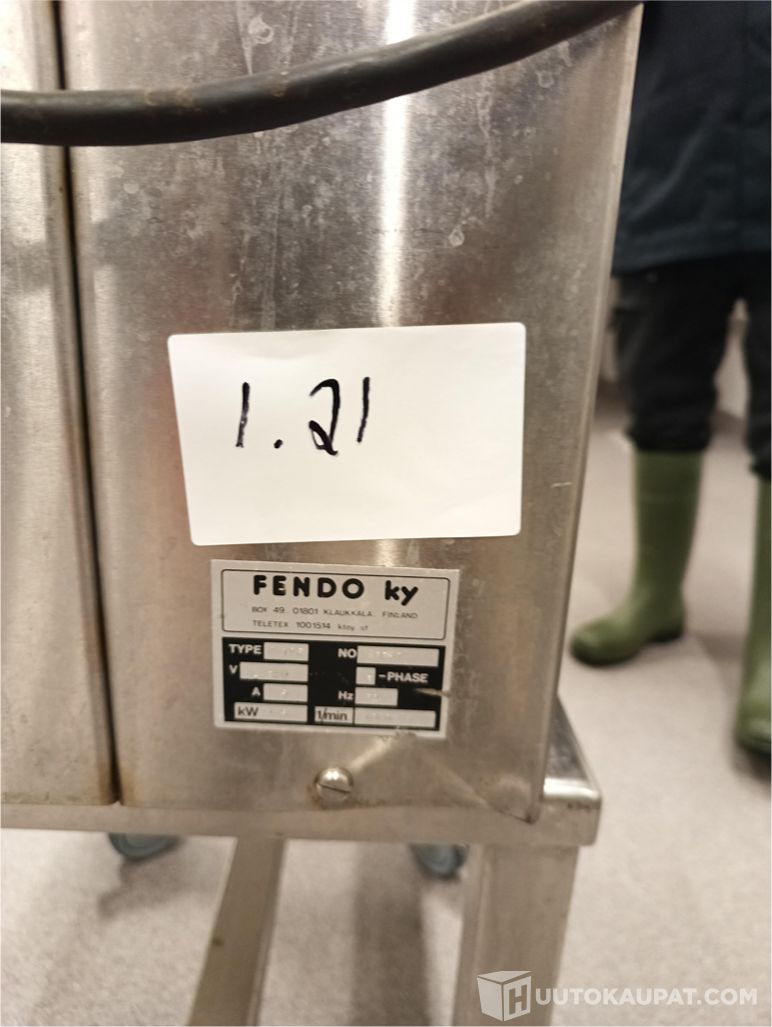 1.21
FENDO ky
BOX 49, 01801 KLAUKKALA, FINLAND
TELETEX 1001514 ktoy sf
TYPE NO
V -PHASE
A Hz
kW 1/min
HUUTOKAUPAT.COM